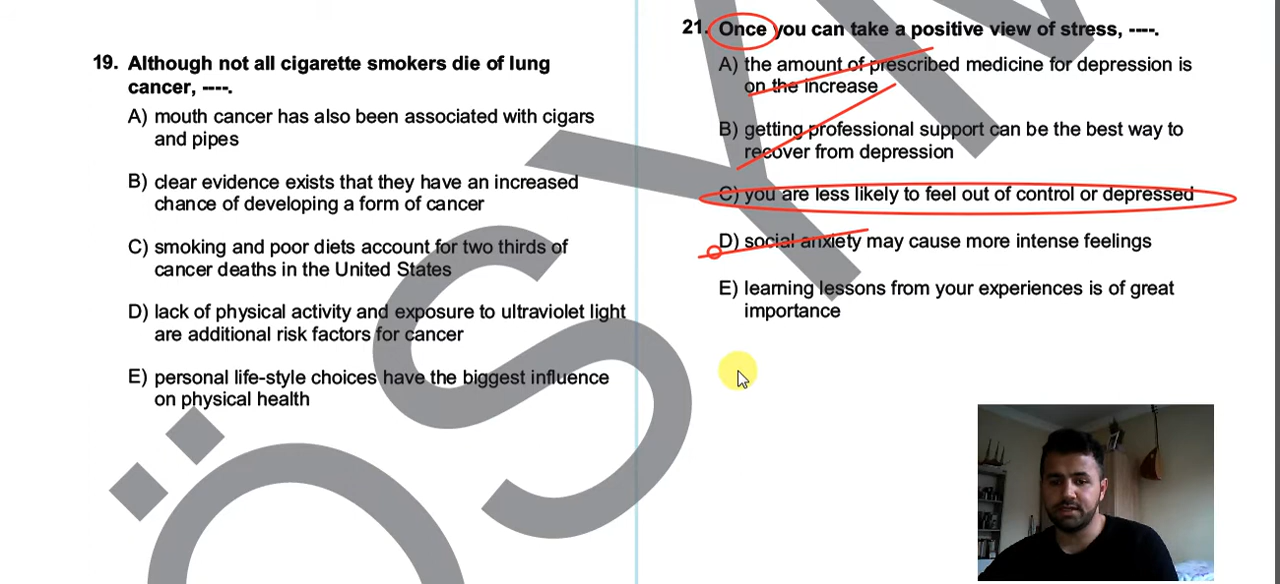 19. Although not all cigarette smokers die of lung
cancer, ----.
A) mouth cancer has also been associated with cigars
and pipes
B) clear evidence exists that they have an increased
chance of developing a form of cancer
C) smoking and poor diets account for two thirds of
cancer deaths in the United States
D) lack of physical activity and exposure to ultraviolet light
are additional risk factors for cancer
E) personal life-style choices have the biggest influence
on physical health
21. Once you can take a positive view of stress, ----.
A) the amount of prescribed medicine for depression is
on the increase
B) getting professional support can be the best way to
recover from depression
C) you are less likely to feel out of control or depressed
D) social anxiety may cause more intense feelings
E) learning lessons from your experiences is of great
importance
ÖSYM